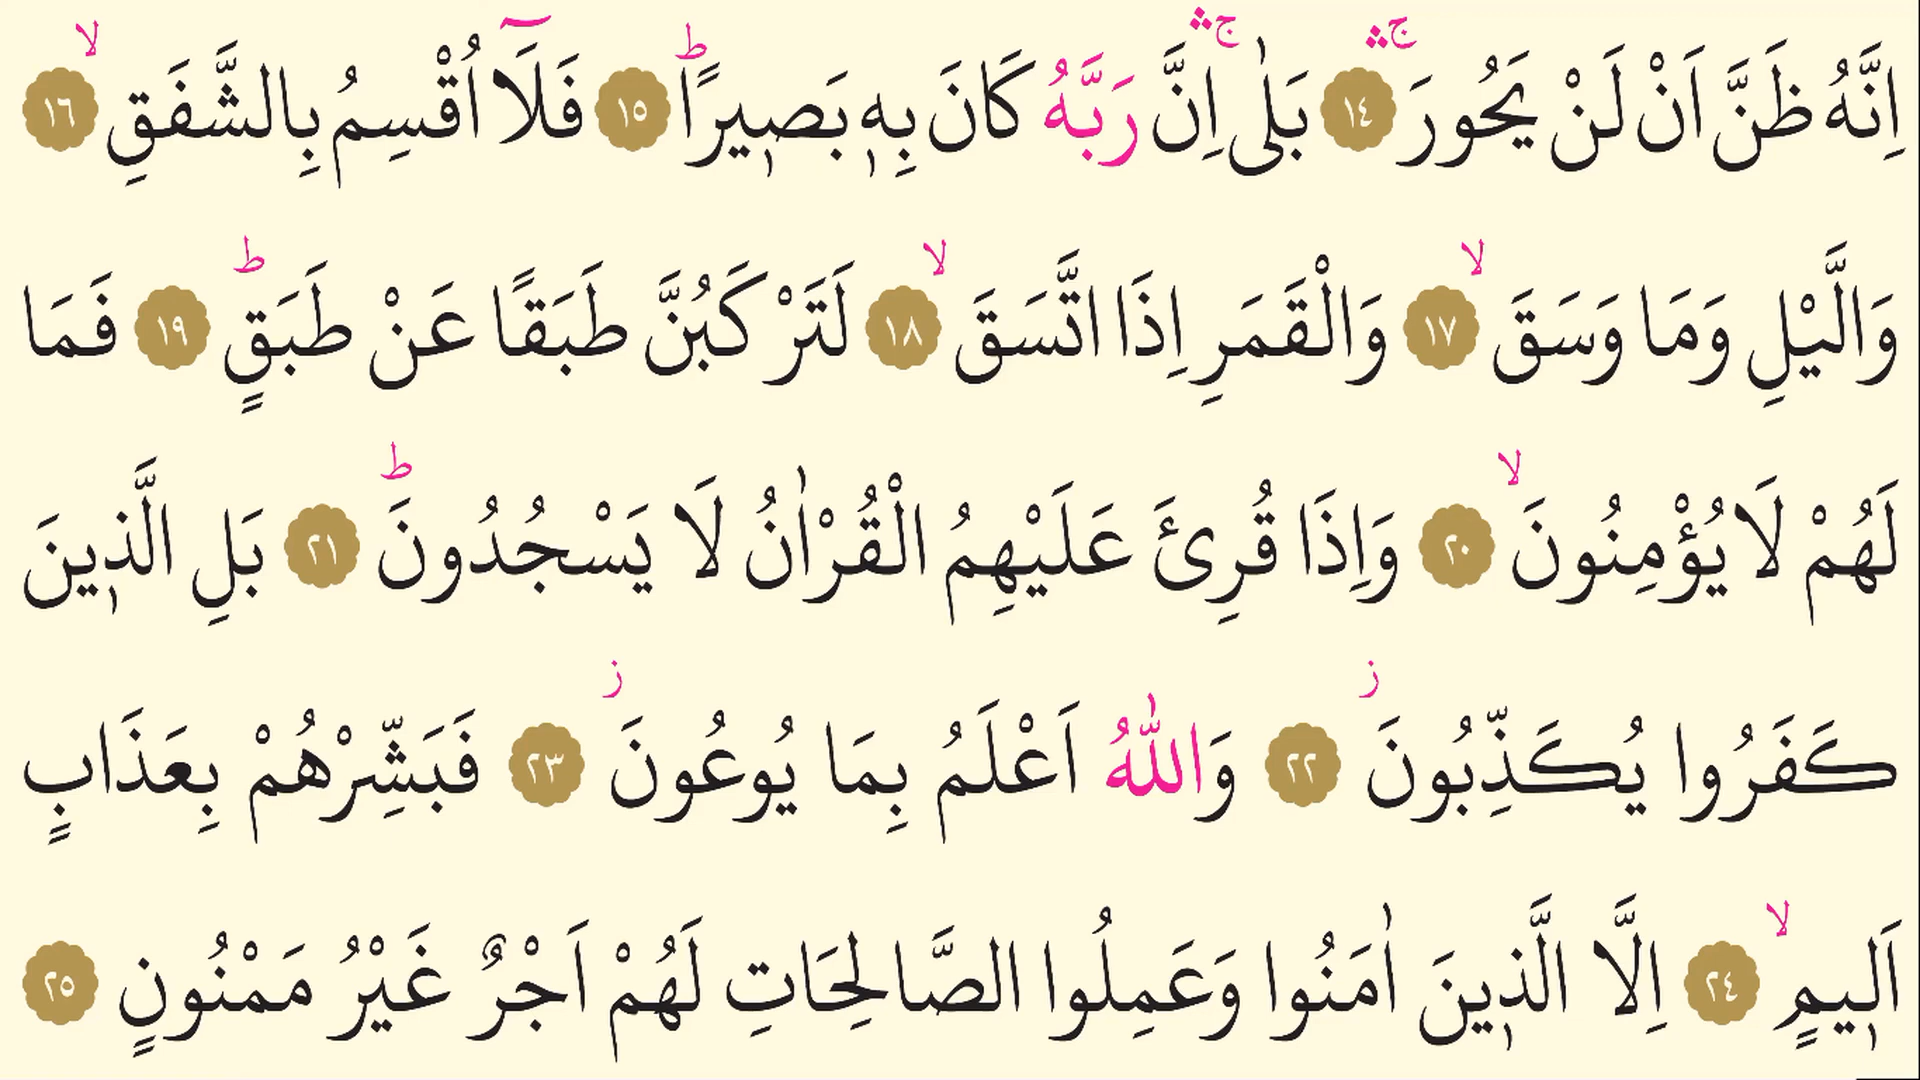 اِنَّهُ ظَنَّ اَنْ لَنْ يَحُورَ ۚۛ ١٤ بَلٰىۚۛ اِنَّ رَبَّهُ كَانَ بِهٖ بَصٖيرًاؕ ١٥ فَلَٓا اُقْسِمُ بِالشَّفَقِۙ ١٦
وَالَّيْلِ وَمَا وَسَقَۙ ١٧ وَالْقَمَرِ اِذَا اتَّسَقَۙ ١٨ لَتَرْكَبُنَّ طَبَقًا عَنْ طَبَقٍؕ ١٩ فَمَا
لَهُمْ لَا يُؤْمِنُونَۙ ٢٠ وَاِذَا قُرِئَ عَلَيْهِمُ الْقُرْاٰنُ لَا يَسْجُدُونَؕ ٢١ بَلِ الَّذٖينَ
كَفَرُوا يُكَذِّبُونَؗ ٢٢ وَاللّٰهُ اَعْلَمُ بِمَا يُوعُونَؗ ٢٣ فَبَشِّرْهُمْ بِعَذَابٍ
اَلٖيمٍۙ ٢٤ اِلَّا الَّذٖينَ اٰمَنُوا وَعَمِلُوا الصَّالِحَاتِ لَهُمْ اَجْرٌ غَيْرُ مَمْنُونٍ ٢٥